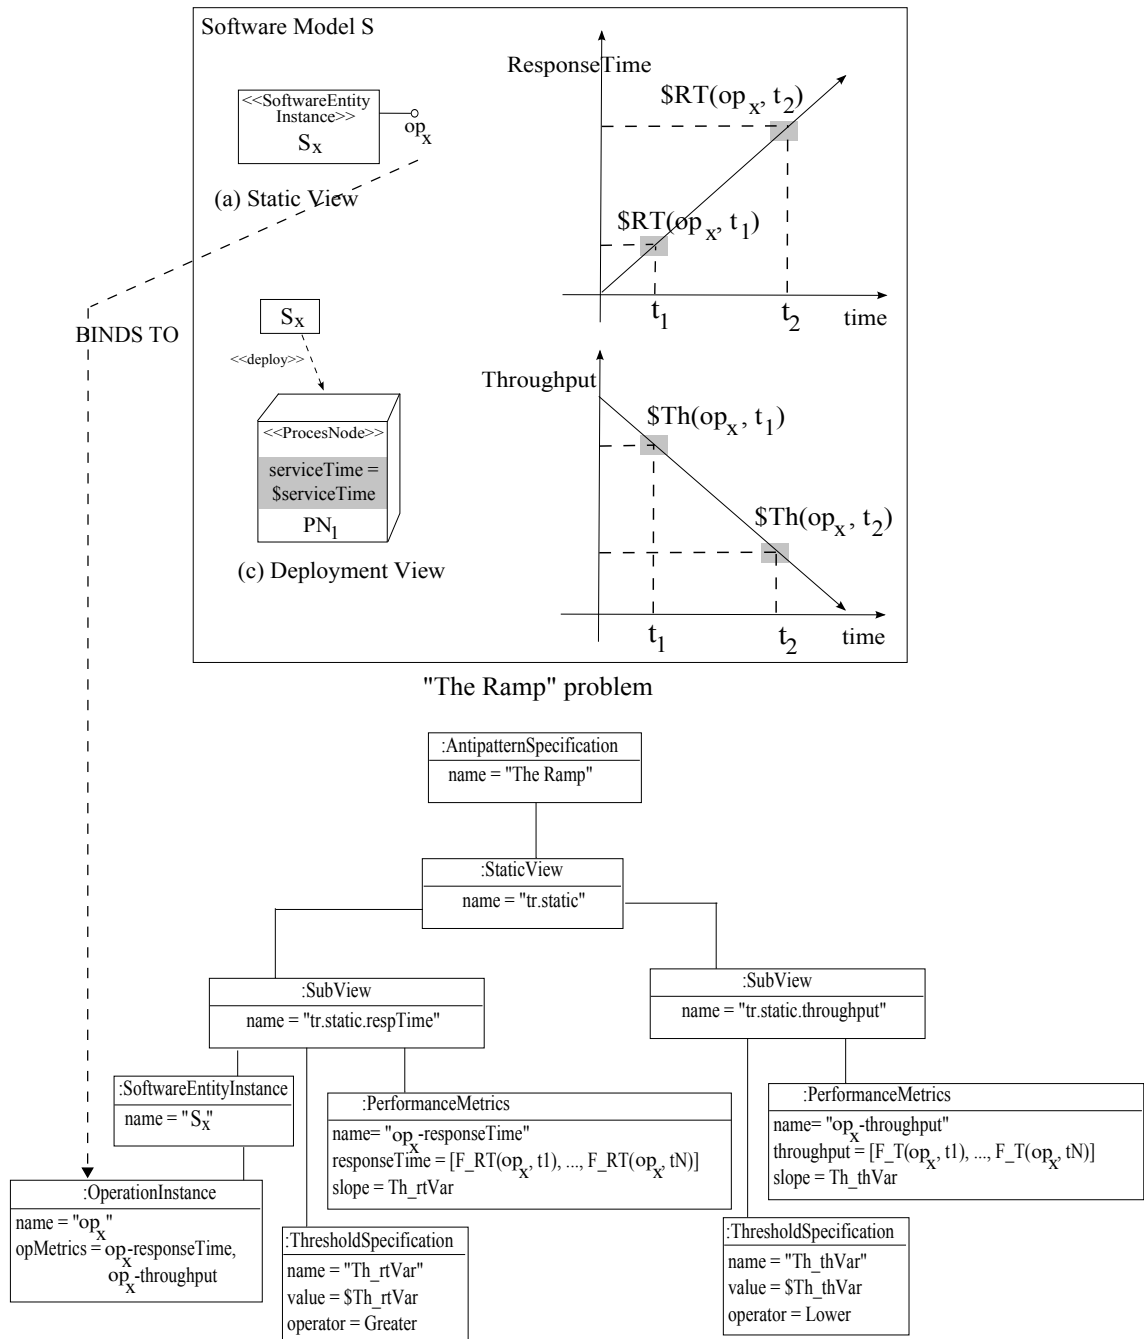 Software Model S
<<SoftwareEntity
Instance>>
Sx
opx
(a) Static View
ResponseTime
$RT(opx, t2)
$RT(opx, t1)
t1
t2
time
BINDS TO
Sx
<<deploy>>
<<ProcesNode>>
serviceTime =
$serviceTime
PN1
(c) Deployment View
Throughput
$Th(opx, t1)
$Th(opx, t2)
t1
t2
time
"The Ramp" problem
:AntipatternSpecification
name = "The Ramp"
:StaticView
name = "tr.static"
:SubView
name = "tr.static.respTime"
:SubView
name = "tr.static.throughput"
:SoftwareEntityInstance
name = "Sx"
:PerformanceMetrics
name= "opx-responseTime"
responseTime = [F_RT(opx, t1), ..., F_RT(opx, tN)]
slope = Th_rtVar
:PerformanceMetrics
name= "opx-throughput"
throughput = [F_T(opx, t1), ..., F_T(opx, tN)]
slope = Th_thVar
:OperationInstance
name = "opx"
opMetrics = opx-responseTime,
opx-throughput
:ThresholdSpecification
name = "Th_rtVar"
value = $Th_rtVar
operator = Greater
:ThresholdSpecification
name = "Th_thVar"
value = $Th_thVar
operator = Lower